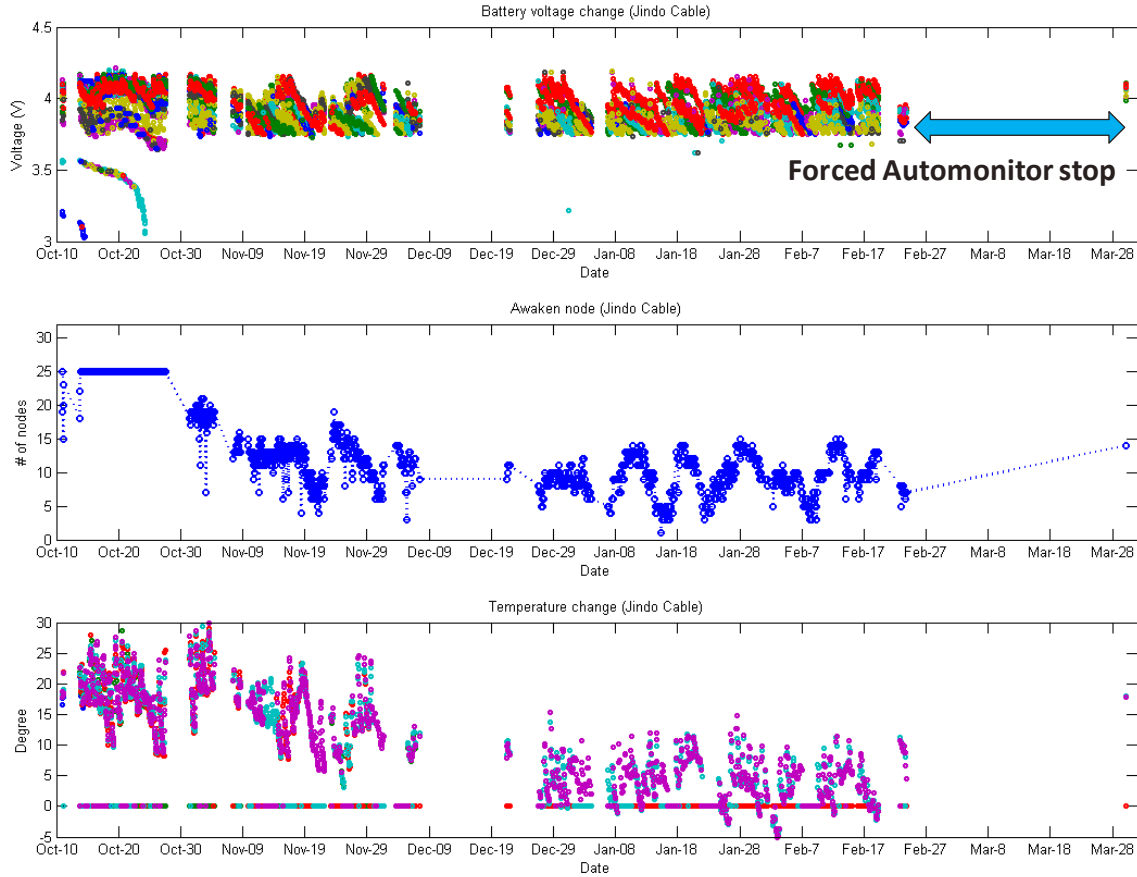 Battery voltage change (Jindo Cable)
4.5
4
3.5
3
Voltage (V)
Forced Automonitor stop
Oct-10 Oct-20 Oct-30 Nov-09 Nov-19 Nov-29 Dec-09 Dec-19 Dec-29 Jan-08 Jan-18 Jan-28 Feb-7 Feb-17 Feb-27 Mar-8 Mar-18 Mar-28
Date
Awaken node (Jindo Cable)
30
25
20
15
10
5
0
# of nodes
Oct-10 Oct-20 Oct-30 Nov-09 Nov-19 Nov-29 Dec-09 Dec-19 Dec-29 Jan-08 Jan-18 Jan-28 Feb-7 Feb-17 Feb-27 Mar-8 Mar-18 Mar-28
Date
Temperature change (Jindo Cable)
30
25
20
15
10
5
0
-5
Degree
Oct-10 Oct-20 Oct-30 Nov-09 Nov-19 Nov-29 Dec-09 Dec-19 Dec-29 Jan-08 Jan-18 Jan-28 Feb-7 Feb-17 Feb-27 Mar-8 Mar-18 Mar-28
Date